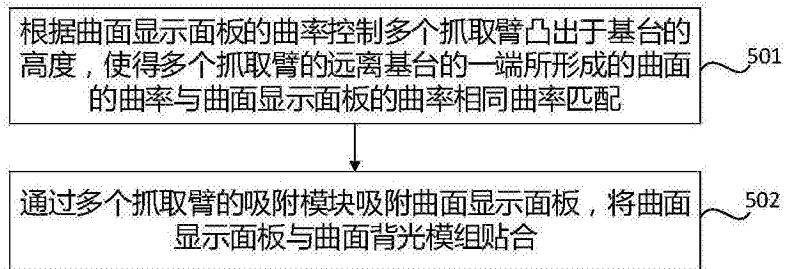 根据曲面显示面板的曲率控制多个抓取臂凸出于基台的
高度，使得多个抓取臂的远离基台的一端所形成的曲面
的曲率与曲面显示面板的曲率相同曲率匹配
501
通过多个抓取臂的吸附模块吸附曲面显示面板，将曲面
显示面板与曲面背光模组贴合
502